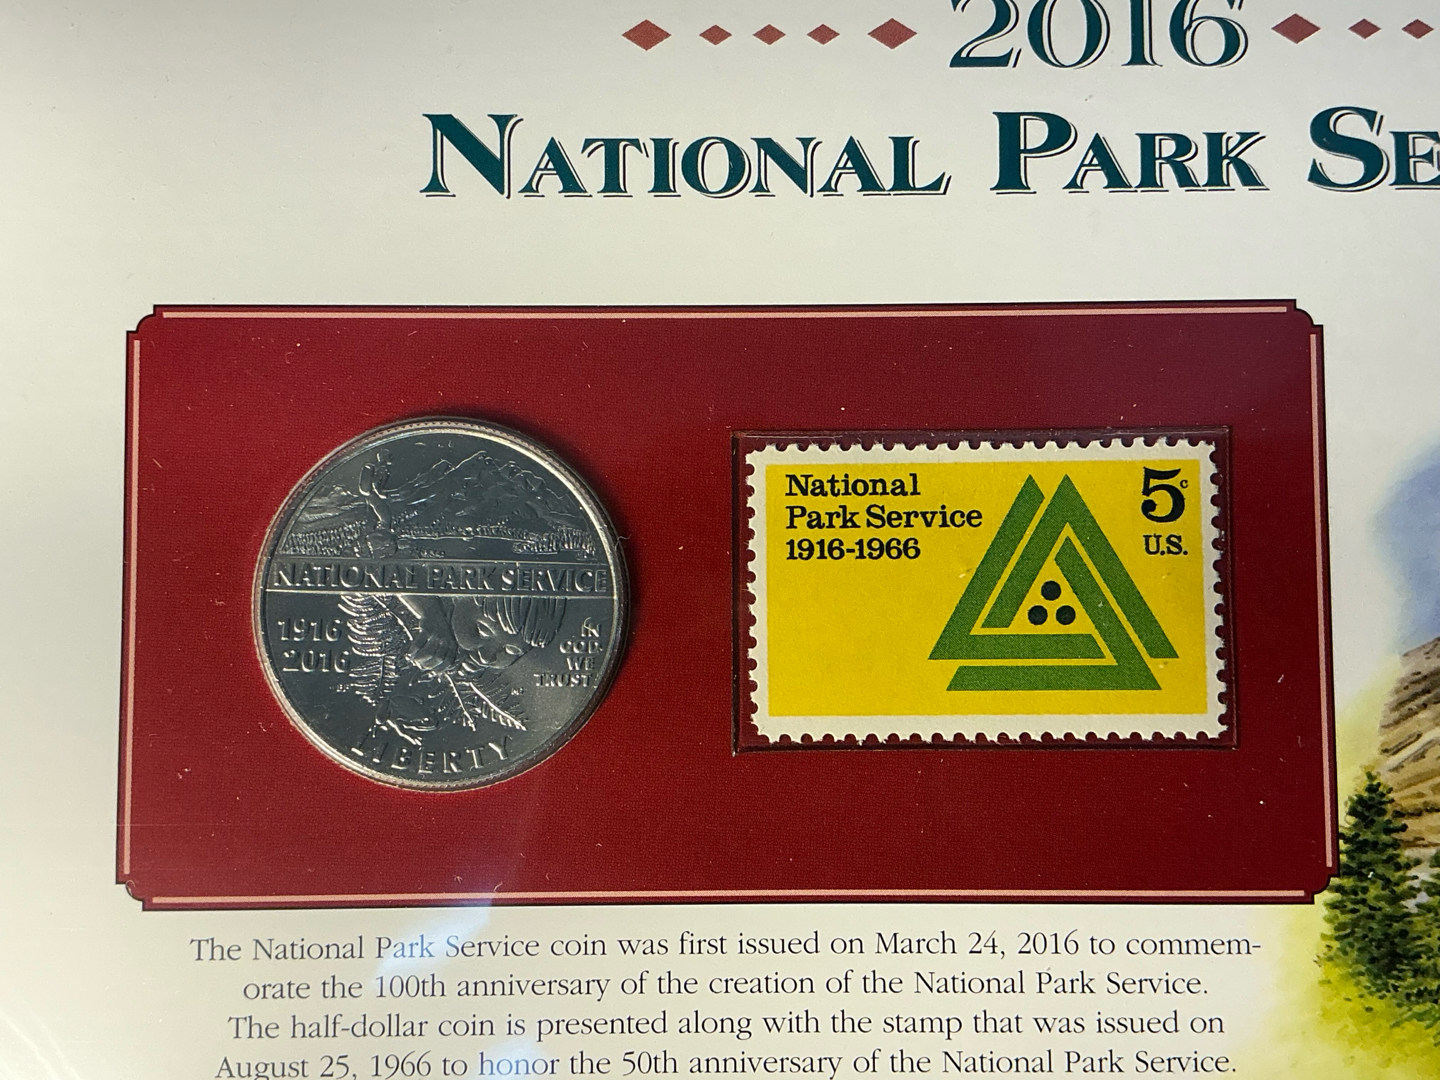 2016
NATIONAL PARK SE
NATIONAL PARK SERVICE
1916
2016
IN
GOD
WE
TRUST
LIBERTY
National
Park Service
1916-1966
5c
U.S.
The National Park Service coin was first issued on March 24, 2016 to commem-
orate the 100th anniversary of the creation of the National Park Service.
The half-dollar coin is presented along with the stamp that was issued on
August 25, 1966 to honor the 50th anniversary of the National Park Service.